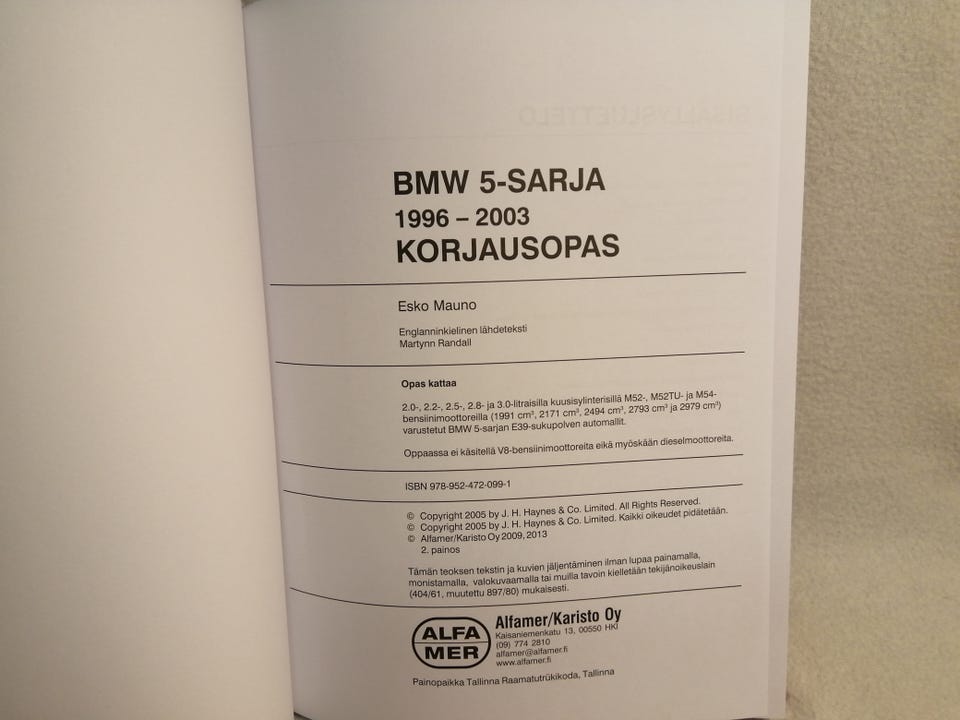 SISÄLLYSLUETTELO
BMW 5-SARJA
1996 – 2003
KORJAUSOPAS
Esko Mauno
Englanninkielinen lähdeteksti
Martynn Randall
Opas kattaa
2.0-, 2.2-, 2.5-, 2.8- ja 3.0-litraisilla kuusisylinterisillä M52-, M52TU- ja M54-
bensiinimoottoreilla (1991 cm³, 2171 cm³, 2494 cm³, 2793 cm³ ja 2979 cm³)
varustetut BMW 5-sarjan E39-sukupolven automallit.
Oppaassa ei käsitellä V8-bensiinimoottoreita eikä myöskään dieselmoottoreita.
ISBN 978-952-472-099-1
© Copyright 2005 by J. H. Haynes & Co. Limited. All Rights Reserved.
© Copyright 2005 by J. H. Haynes & Co. Limited. Kaikki oikeudet pidätetään.
© Alfamer/Karisto Oy 2009, 2013
2. painos
Tämän teoksen tekstin ja kuvien jäljentäminen ilman lupaa painamalla,
monistamalla, valokuvaamalla tai muilla tavoin kielletään tekijänoikeuslain
(404/61, muutettu 897/80) mukaisesti.
ALFA
MER
Alfamer/Karisto Oy
Kaisaniemenkatu 13, 00550 HKI
(09) 774 2810
alfamer@alfamer.fi
www.alfamer.fi
Painopaikka Tallinna Raamatutrükikoda, Tallinna